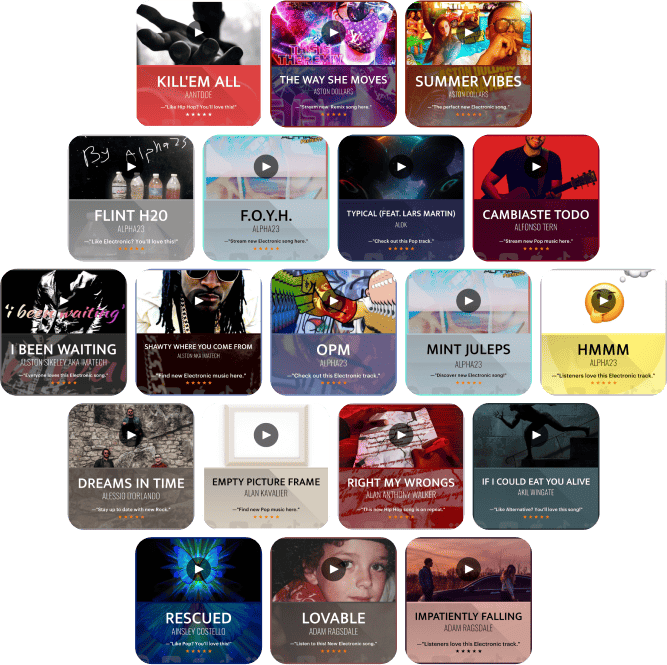 KILL'EM ALL
AANTDDE
—"Like Hip Hop? You'll love this!"
THIS IS
THE REMIX
THE WAY SHE MOVES
ASTON DOLLARS
—"Stream new Remix song here."
SUMMER VIBES
ASTON DOLLARS
—"The perfect new Electronic song."
By Alpha23
FLINT H20
ALPHA23
—"Like Electronic? You'll love this!"
F.O.Y.H.
ALPHA23
—"Stream new Electronic song here."
TYPICAL (FEAT. LARS MARTIN)
ALOK
—"Check out this Pop track."
CAMBIASTE TODO
ALFONSO TERN
—"Stream new Pop music here."
'i been waiting'
I BEEN WAITING
ALSTON SIKELEY AKA IMATECH
—"Everyone loves this Electronic song."
SHAWTY WHERE YOU COME FROM
ALSTON AKA IMATECH
—"Find new Electronic music here."
OPM
ALPHA23
—"Check out this Electronic track."
MINT JULEPS
ALPHA23
—"Discover new Electronic song!"
HMMM
ALPHA23
—"Listeners love this Electronic track."
DREAMS IN TIME
ALESSIO D'ORLANDO
—"Stay up to date with new Rock."
EMPTY PICTURE FRAME
ALAN KAVALIER
—"Find new Pop music here."
RIGHT MY WRONGS
ALAN ANTHONY WALKER
—"This new Hip Hop song is on repeat."
IF I COULD EAT YOU ALIVE
AKIL WINGATE
—"Like Alternative? You'll love this song!"
RESCUED
AINSLEY COSTELLO
—"Like Pop? You'll love this!"
LOVABLE
ADAM RAGSDALE
—"Listen to this! New Electronic song."
IMPATIENTLY FALLING
ADAM RAGSDALE
—"Listeners love this Electronic track."